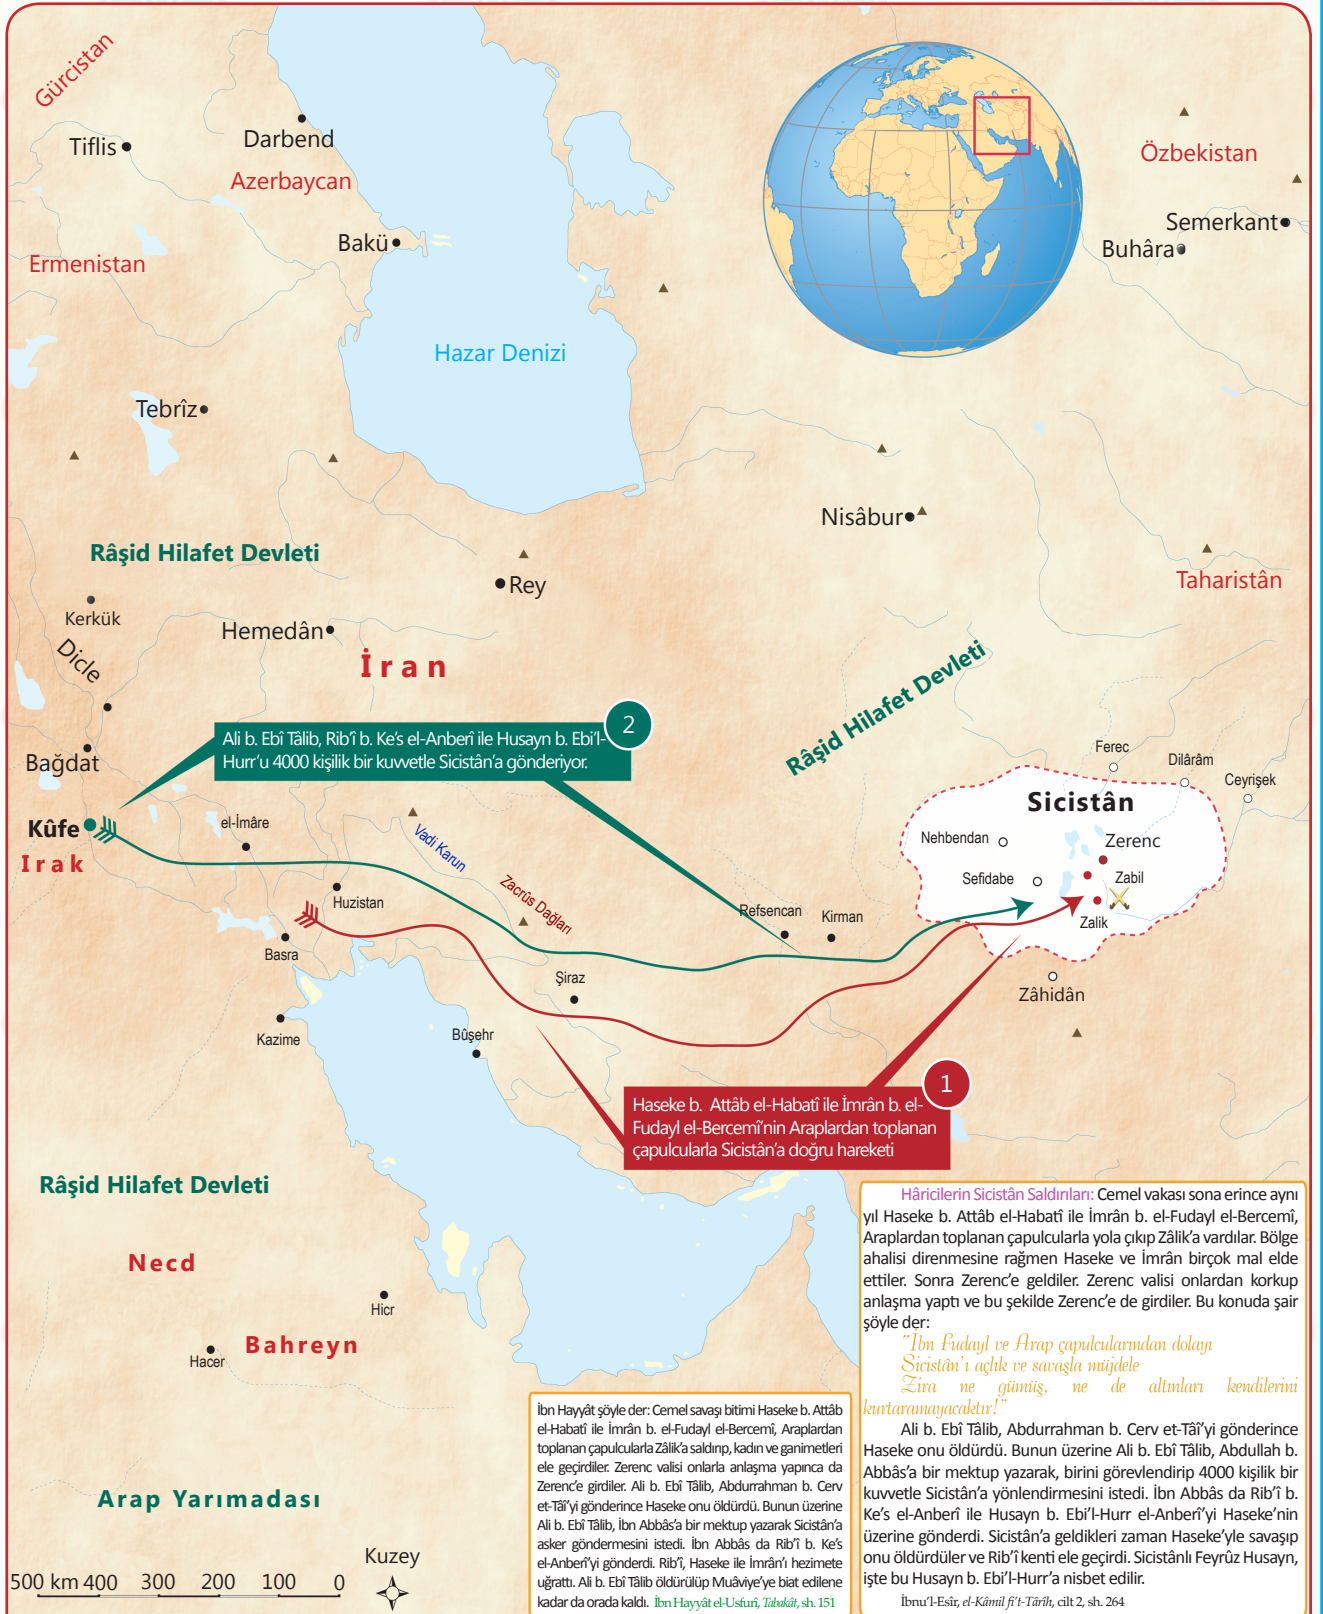 Gürcistan
Tiflis
Darbend
Azerbaycan
Bakü
Ermenistan
Hazar Denizi
Özbekistan
Semerkant
Buhâra
Tebrîz
Nisâbur
Râşid Hilafet Devleti
Rey
Taharistân
Kerkük
Hemedân
Dicle
İran
Râşid Hilafet Devleti
2
Ali b. Ebî Tâlib, Rib'î b. Ke's el-Anberî ile Husayn b. Ebi'l-
Hurr'u 4000 kişilik bir kuvvetle Sicistân'a gönderiyor.
Bağdat
Ferec
Dilârâm
Ceyrişek
Sicistân
Kûfe
el-İmâre
Vadi Karun
Nehbendan
Zerenc
Irak
Sefidabe
Zabil
Huzistan
Zacrûs Dağları
Refsencan
Kirman
Zalik
Basra
Şiraz
Zâhidân
Kazime
Bûşehr
1
Haseke b. Attâb el-Habatî ile İmrân b. el-
Fudayl el-Bercemî'nin Araplardan toplanan
çapulcularla Sicistân'a doğru hareketi
Râşid Hilafet Devleti
Necd
Hicr
Bahreyn
Hacer
Arap Yarımadası
Kuzey
500 km 400 300 200 100 0
İbn Hayyât şöyle der: Cemel savaşı bitimi Haseke b. Attâb
el-Habatî ile İmrân b. el-Fudayl el-Bercemî, Araplardan
toplanan çapulcularla Zâlik'a saldırıp, kadın ve ganimetleri
ele geçirdiler. Zerenc valisi onlarla anlaşma yapınca da
Zerenc'e girdiler. Ali b. Ebî Tâlib, Abdurrahman b. Cerv
et-Tâî'yi gönderince Haseke onu öldürdü. Bunun üzerine
Ali b. Ebî Tâlib, İbn Abbâs'a bir mektup yazarak Sicistân'a
asker göndermesini istedi. İbn Abbâs da Rib'î b. Ke's
el-Anberî'yi gönderdi. Rib'î, Haseke ile İmrân'ı hezimete
uğrattı. Ali b. Ebî Tâlib öldürülüp Muâviye'ye biat edilene
kadar da orada kaldı. İbn Hayyât el-Usfurî, Tabakât, sh. 151
Hâricilerin Sicistân Saldırıları: Cemel vakası sona erince aynı
yıl Haseke b. Attâb el-Habatî ile İmrân b. el-Fudayl el-Bercemî,
Araplardan toplanan çapulcularla yola çıkıp Zâlik'a vardılar. Bölge
ahalisi direnmesine rağmen Haseke ve İmrân birçok mal elde
ettiler. Sonra Zerenc'e geldiler. Zerenc valisi onlardan korkup
anlaşma yaptı ve bu şekilde Zerenc'e de girdiler. Bu konuda şair
şöyle der:
"İbn Fudayl ve Arap çapulcularından dolayı
Sicistân'ı açlık ve savaşla müjdele
Zira ne gümüş, ne de altınları kendilerini
kurtaramayacaktır!"
Ali b. Ebî Tâlib, Abdurrahman b. Cerv et-Tâî'yi gönderince
Haseke onu öldürdü. Bunun üzerine Ali b. Ebî Tâlib, Abdullah b.
Abbâs'a bir mektup yazarak, birini görevlendirip 4000 kişilik bir
kuvvetle Sicistân'a yönlendirmesini istedi. İbn Abbâs da Rib'î b.
Ke's el-Anberî ile Husayn b. Ebi'l-Hurr el-Anberî'yi Haseke'nin
üzerine gönderdi. Sicistân'a geldikleri zaman Haseke'yle savaşıp
onu öldürdüler ve Rib'î kenti ele geçirdi. Sicistânlı Feyrûz Husayn,
işte bu Husayn b. Ebi'l-Hurr'a nisbet edilir.
İbnu'l-Esîr, el-Kâmil fi't-Târîh, cilt 2, sh. 264